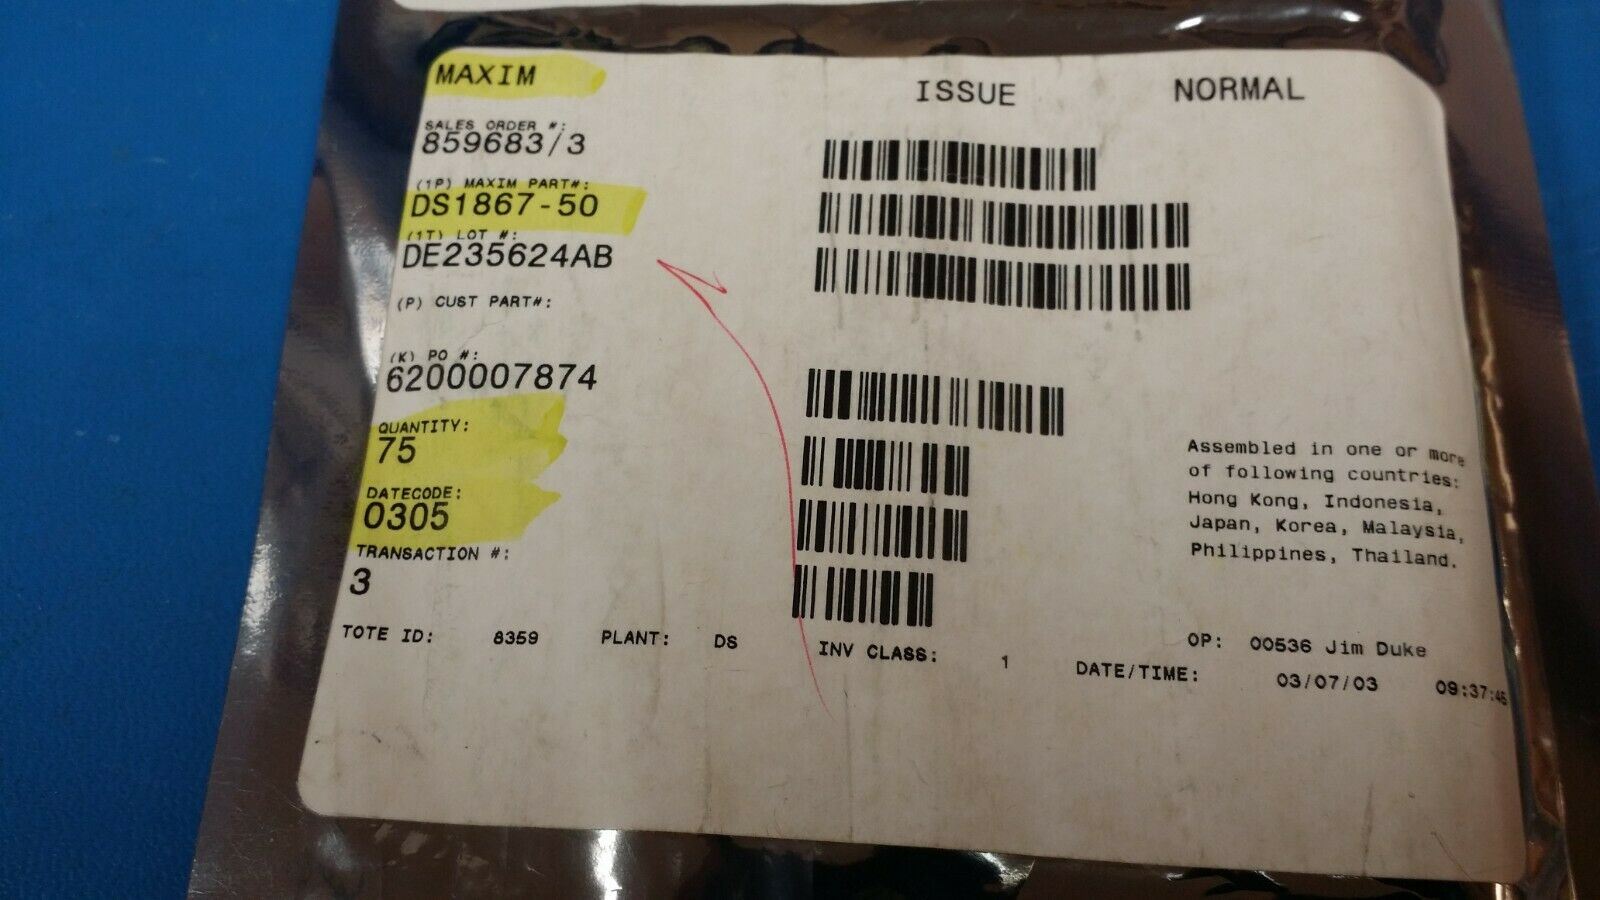 MAXIM ISSUE NORMAL
SALES ORDER #:
859683/3
(1P) MAXIM PART#:
DS1867-50
(1T) LOT #:
DE235624AB
(P) CUST PART#:
(K) PO #:
6200007874
QUANTITY:
75
DATECODE:
0305
TRANSACTION #:
3
Assembled in one or more
of following countries:
Hong Kong, Indonesia,
Japan, Korea, Malaysia,
Philippines, Thailand.
TOTE ID: 8359 PLANT: DS INV CLASS: 1 OP: 00536 Jim Duke
DATE/TIME: 03/07/03 09:37:46